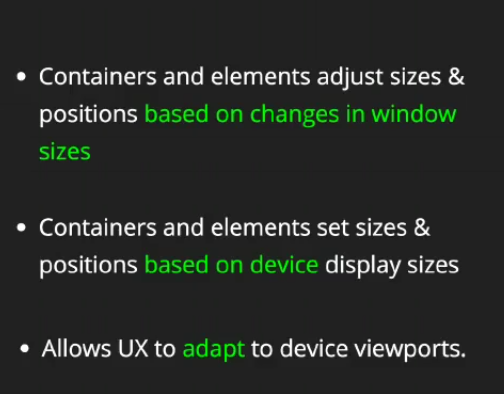 • Containers and elements adjust sizes &
positions based on changes in window
sizes
• Containers and elements set sizes &
positions based on device display sizes
• Allows UX to adapt to device viewports.